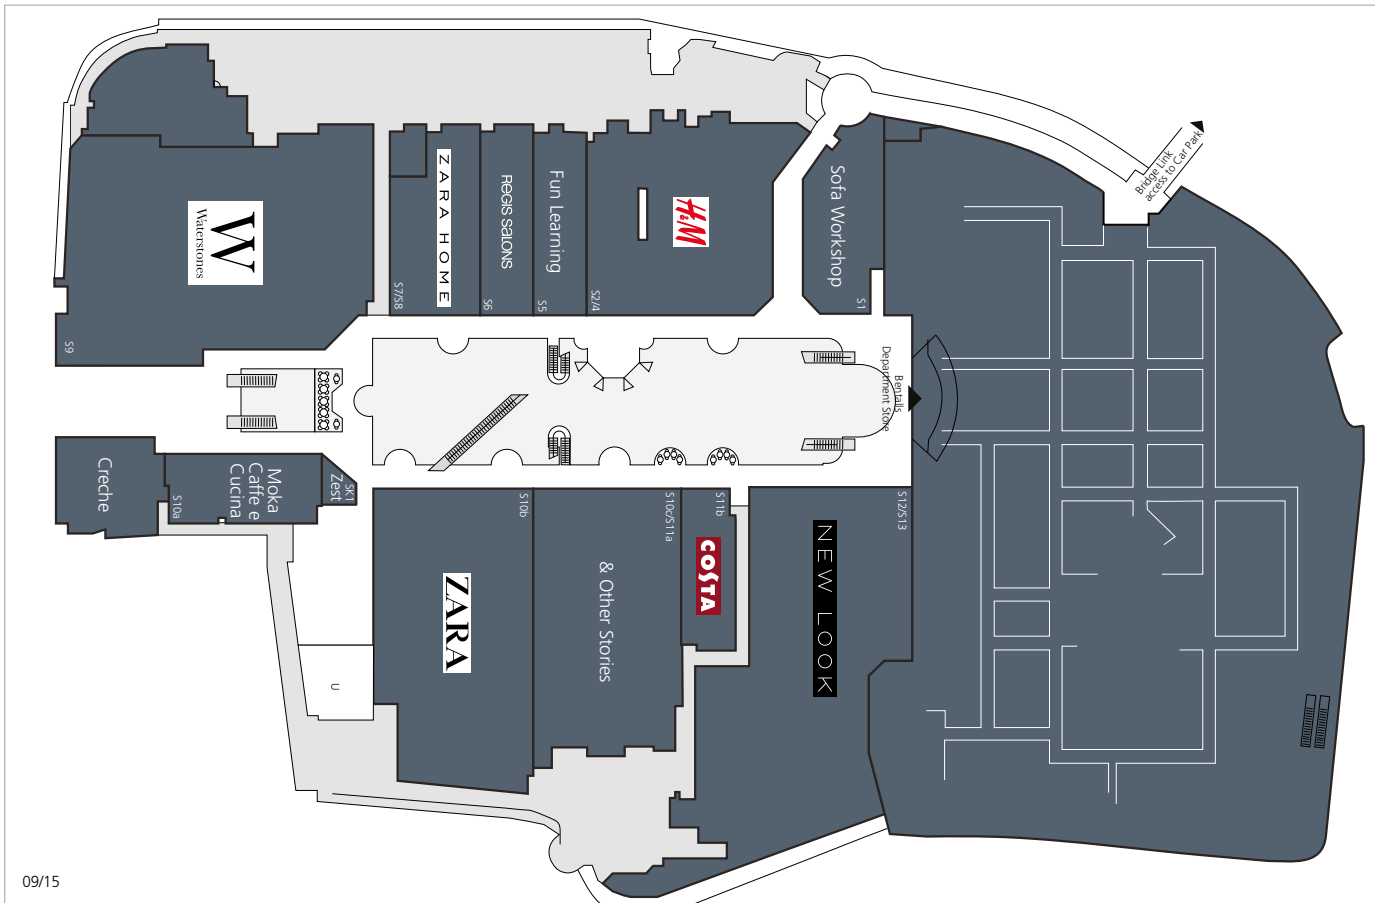 Bridge Link
access to Car Park
W
Waterstones
S9
ZARA HOME
S7/S8
REGIS SALONS
S6
Fun Learning
S5
H&M
S2/4
Sofa Workshop
S1
Bentalls
Department Store
Creche
Moka
Caffe e
Cucina
S10a
SK1
Zest
ZARA
S10b
& Other Stories
S10c/S11a
COSTA
S11b
NEW LOOK
S12/S13
U
09/15